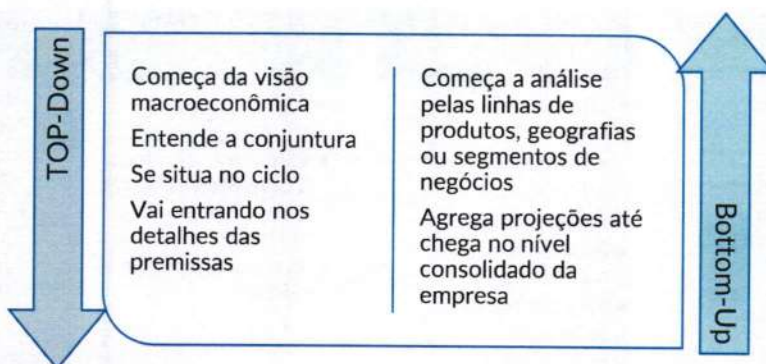 TOP-Down
Começa da visão
macroeconômica
Entende a conjuntura
Se situa no ciclo
Vai entrando nos
detalhes das
premissas
Começa a análise
pelas linhas de
produtos, geografias
ou segmentos de
negócios
Agrega projeções até
chega no nível
consolidado da
empresa
Bottom-Up